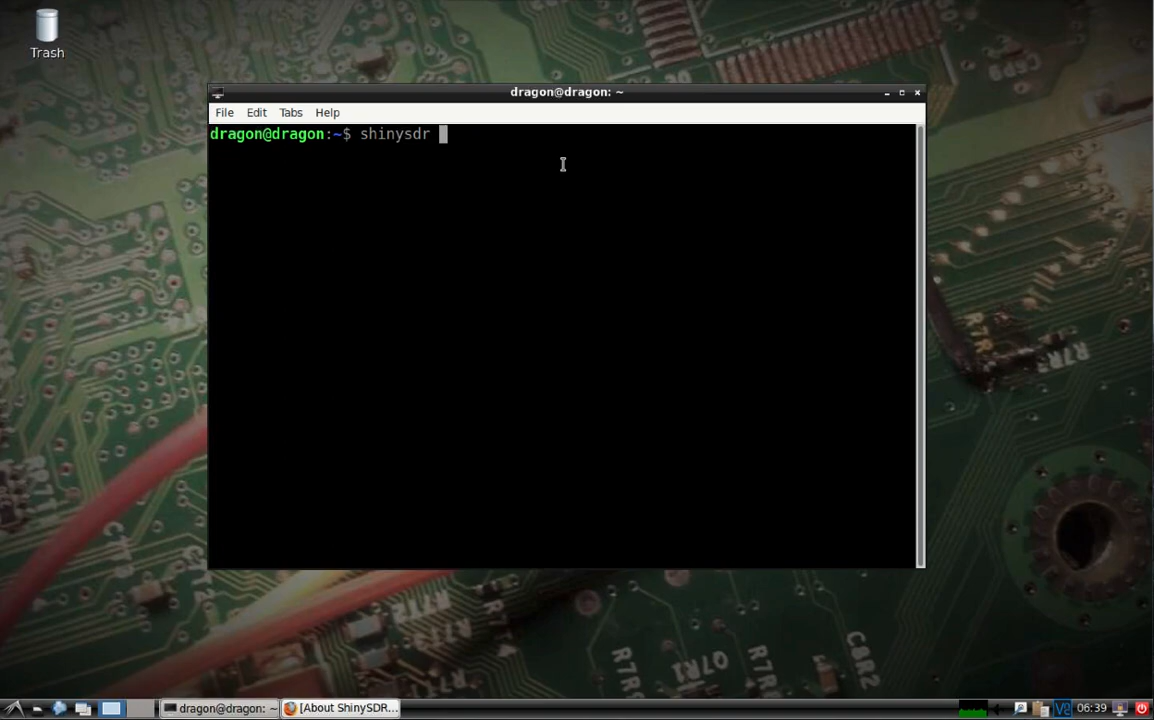 Trash
dragon@dragon: ~
File Edit Tabs Help
dragon@dragon:~$ shinysdr
dragon@dragon: ~
[About ShinySDR...
06:39